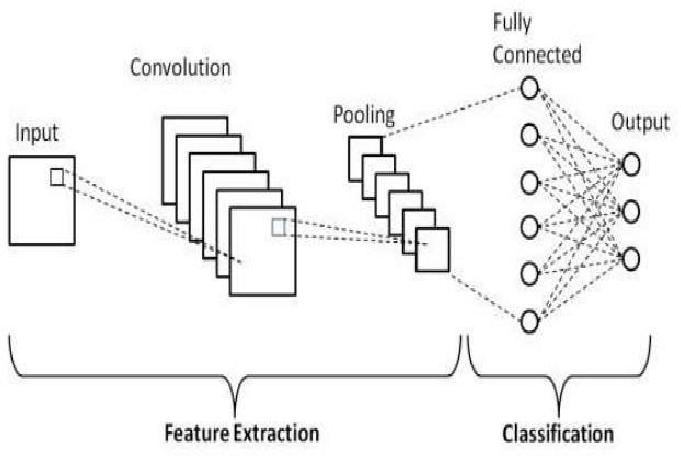 Fully
Connected
Convolution
Pooling
Output
Input
Feature Extraction
Classification